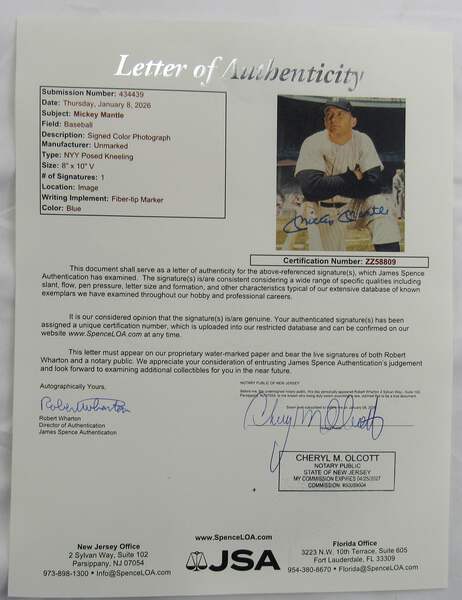 Letter of Authenticity
Submission Number: 434439
Date: Thursday, January 8, 2026
Subject: Mickey Mantle
Field: Baseball
Description: Signed Color Photograph
Manufacturer: Unmarked
Type: NYY Posed Kneeling
Size: 8" x 10" V
# of Signatures: 1
Location: Image
Writing Implement: Fiber-tip Marker
Color: Blue
Mickey Mantle
Certification Number: ZZ58809
This document shall serve as a letter of authenticity for the above-referenced signature(s), which James Spence
Authentication has examined. The signature(s) is/are consistent considering a wide range of specific qualities including
slant, flow, pen pressure, letter size and formation, and other characteristics typical of our extensive database of known
exemplars we have examined throughout our hobby and professional careers.
It is our considered opinion that the signature(s) is/are genuine. Your authenticated signature(s) has been
assigned a unique certification number, which is uploaded into our restricted database and can be confirmed on our
website www.SpenceLOA.com at any time.
This letter must appear on our proprietary water-marked paper and bear the live signatures of both Robert
Wharton and a notary public. We appreciate your consideration of entrusting James Spence Authentication's judgement
and look forward to examining additional collectibles for you in the near future.
Autographically Yours,
Robert Wharton
Robert Wharton
Director of Authentication
James Spence Authentication
NOTARY PUBLIC OF NEW JERSEY
Cheryl M Olcott
CHERYL M. OLCOTT
NOTARY PUBLIC
STATE OF NEW JERSEY
MY COMMISSION EXPIRES 04/25/2027
COMMISSION:
www.SpenceLOA.com
New Jersey Office
2 Sylvan Way, Suite 102
Parsippany, NJ 07054
973-898-1300 • Info@SpenceLOA.com
JSA
Florida Office
3223 N.W. 10th Terrace, Suite 605
Fort Lauderdale, FL 33309
954-380-8670 • Florida@SpenceLOA.com